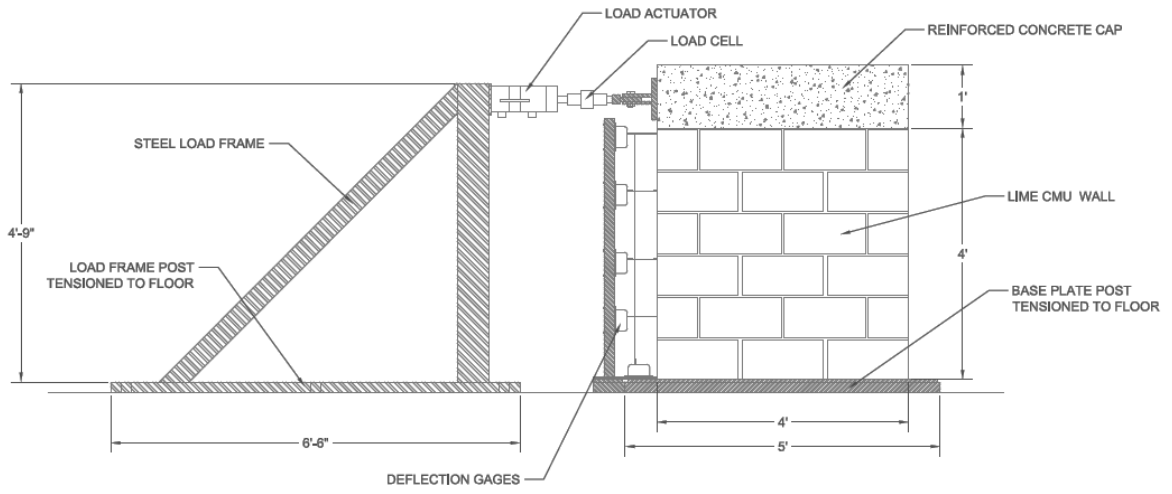 LOAD ACTUATOR
LOAD CELL
REINFORCED CONCRETE CAP
1'
STEEL LOAD FRAME
4'-9"
LIME CMU WALL
4'
LOAD FRAME POST
TENSIONED TO FLOOR
BASE PLATE POST
TENSIONED TO FLOOR
6'-6"
4'
5'
DEFLECTION GAGES